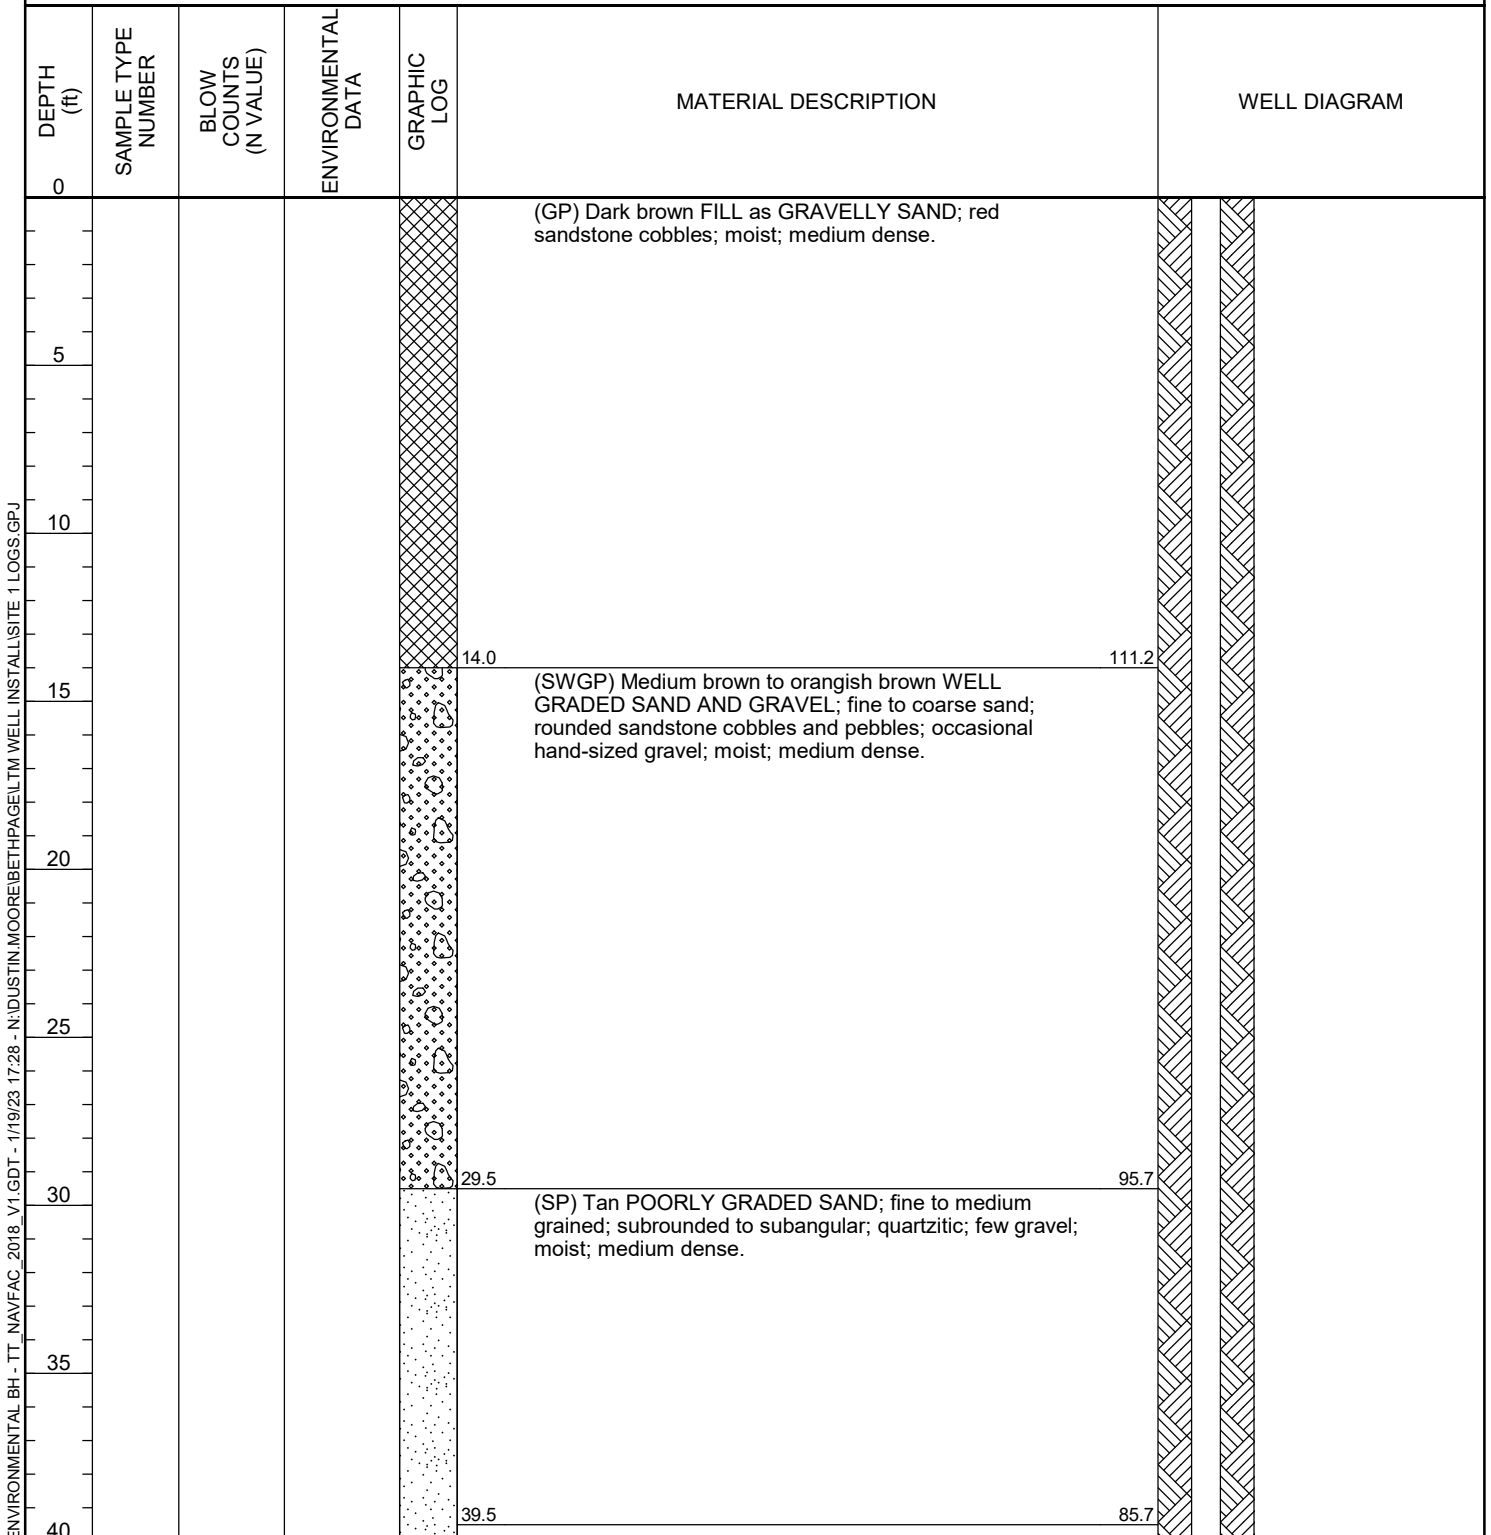 DEPTH
(ft)
SAMPLE TYPE
NUMBER
BLOW
COUNTS
(N VALUE)
ENVIRONMENTAL
DATA
GRAPHIC
LOG
MATERIAL DESCRIPTION
WELL DIAGRAM
0
(GP) Dark brown FILL as GRAVELLY SAND; red
sandstone cobbles; moist; medium dense.
5
10
14.0 111.2
(SWGP) Medium brown to orangish brown WELL
GRADED SAND AND GRAVEL; fine to coarse sand;
rounded sandstone cobbles and pebbles; occasional
hand-sized gravel; moist; medium dense.
15
20
25
29.5 95.7
(SP) Tan POORLY GRADED SAND; fine to medium
grained; subrounded to subangular; quartzitic; few gravel;
moist; medium dense.
30
35
39.5 85.7
40
ENVIRONMENTAL BH - TT_NAVFAC_2018_V1.GDT - 1/19/23 17:28 - N:\DUSTIN.MOORE\BETHPAGE\LTM WELL INSTALL\SITE 1 LOGS.GPJ